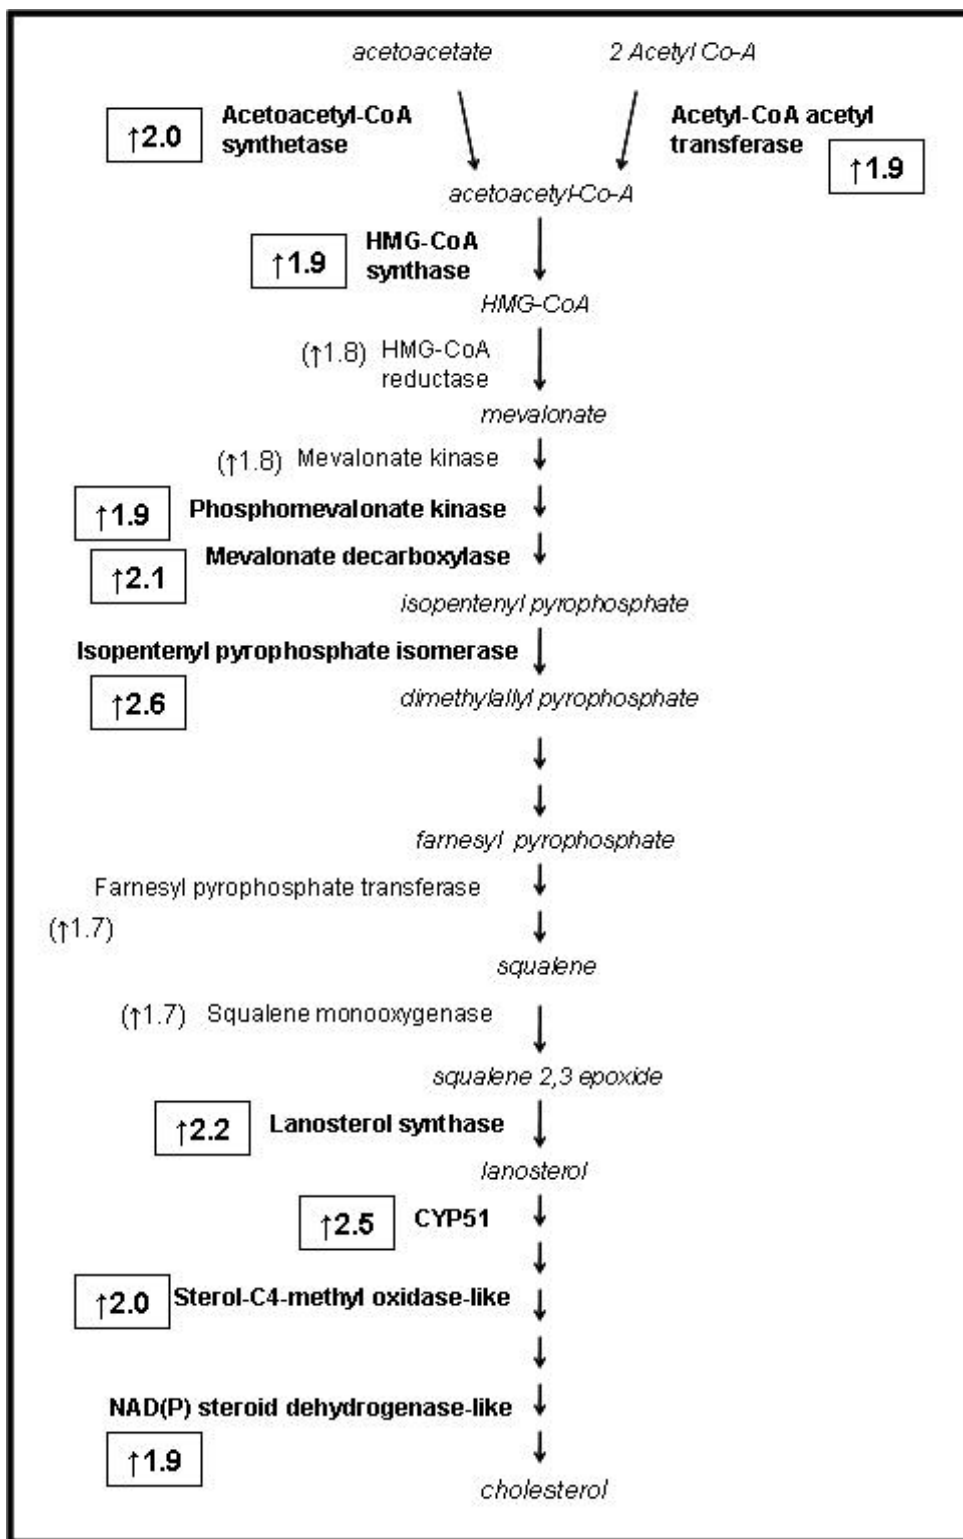 acetoacetate 2 Acetyl Co-A
↑2.0 Acetoacetyl-CoA synthetase
Acetyl-CoA acetyl transferase ↑1.9
acetoacetyl-Co-A
↑1.9 HMG-CoA synthase
HMG-CoA
(↑1.8) HMG-CoA reductase
mevalonate
(↑1.8) Mevalonate kinase
↑1.9 Phosphomevalonate kinase
↑2.1 Mevalonate decarboxylase
isopentenyl pyrophosphate
Isopentenyl pyrophosphate isomerase
↑2.6 dimethylallyl pyrophosphate
farnesyl pyrophosphate
Farnesyl pyrophosphate transferase
(↑1.7)
squalene
(↑1.7) Squalene monooxygenase
squalene 2,3 epoxide
↑2.2 Lanosterol synthase
lanosterol
↑2.5 CYP51
↑2.0 Sterol-C4-methyl oxidase-like
NAD(P) steroid dehydrogenase-like
↑1.9
cholesterol